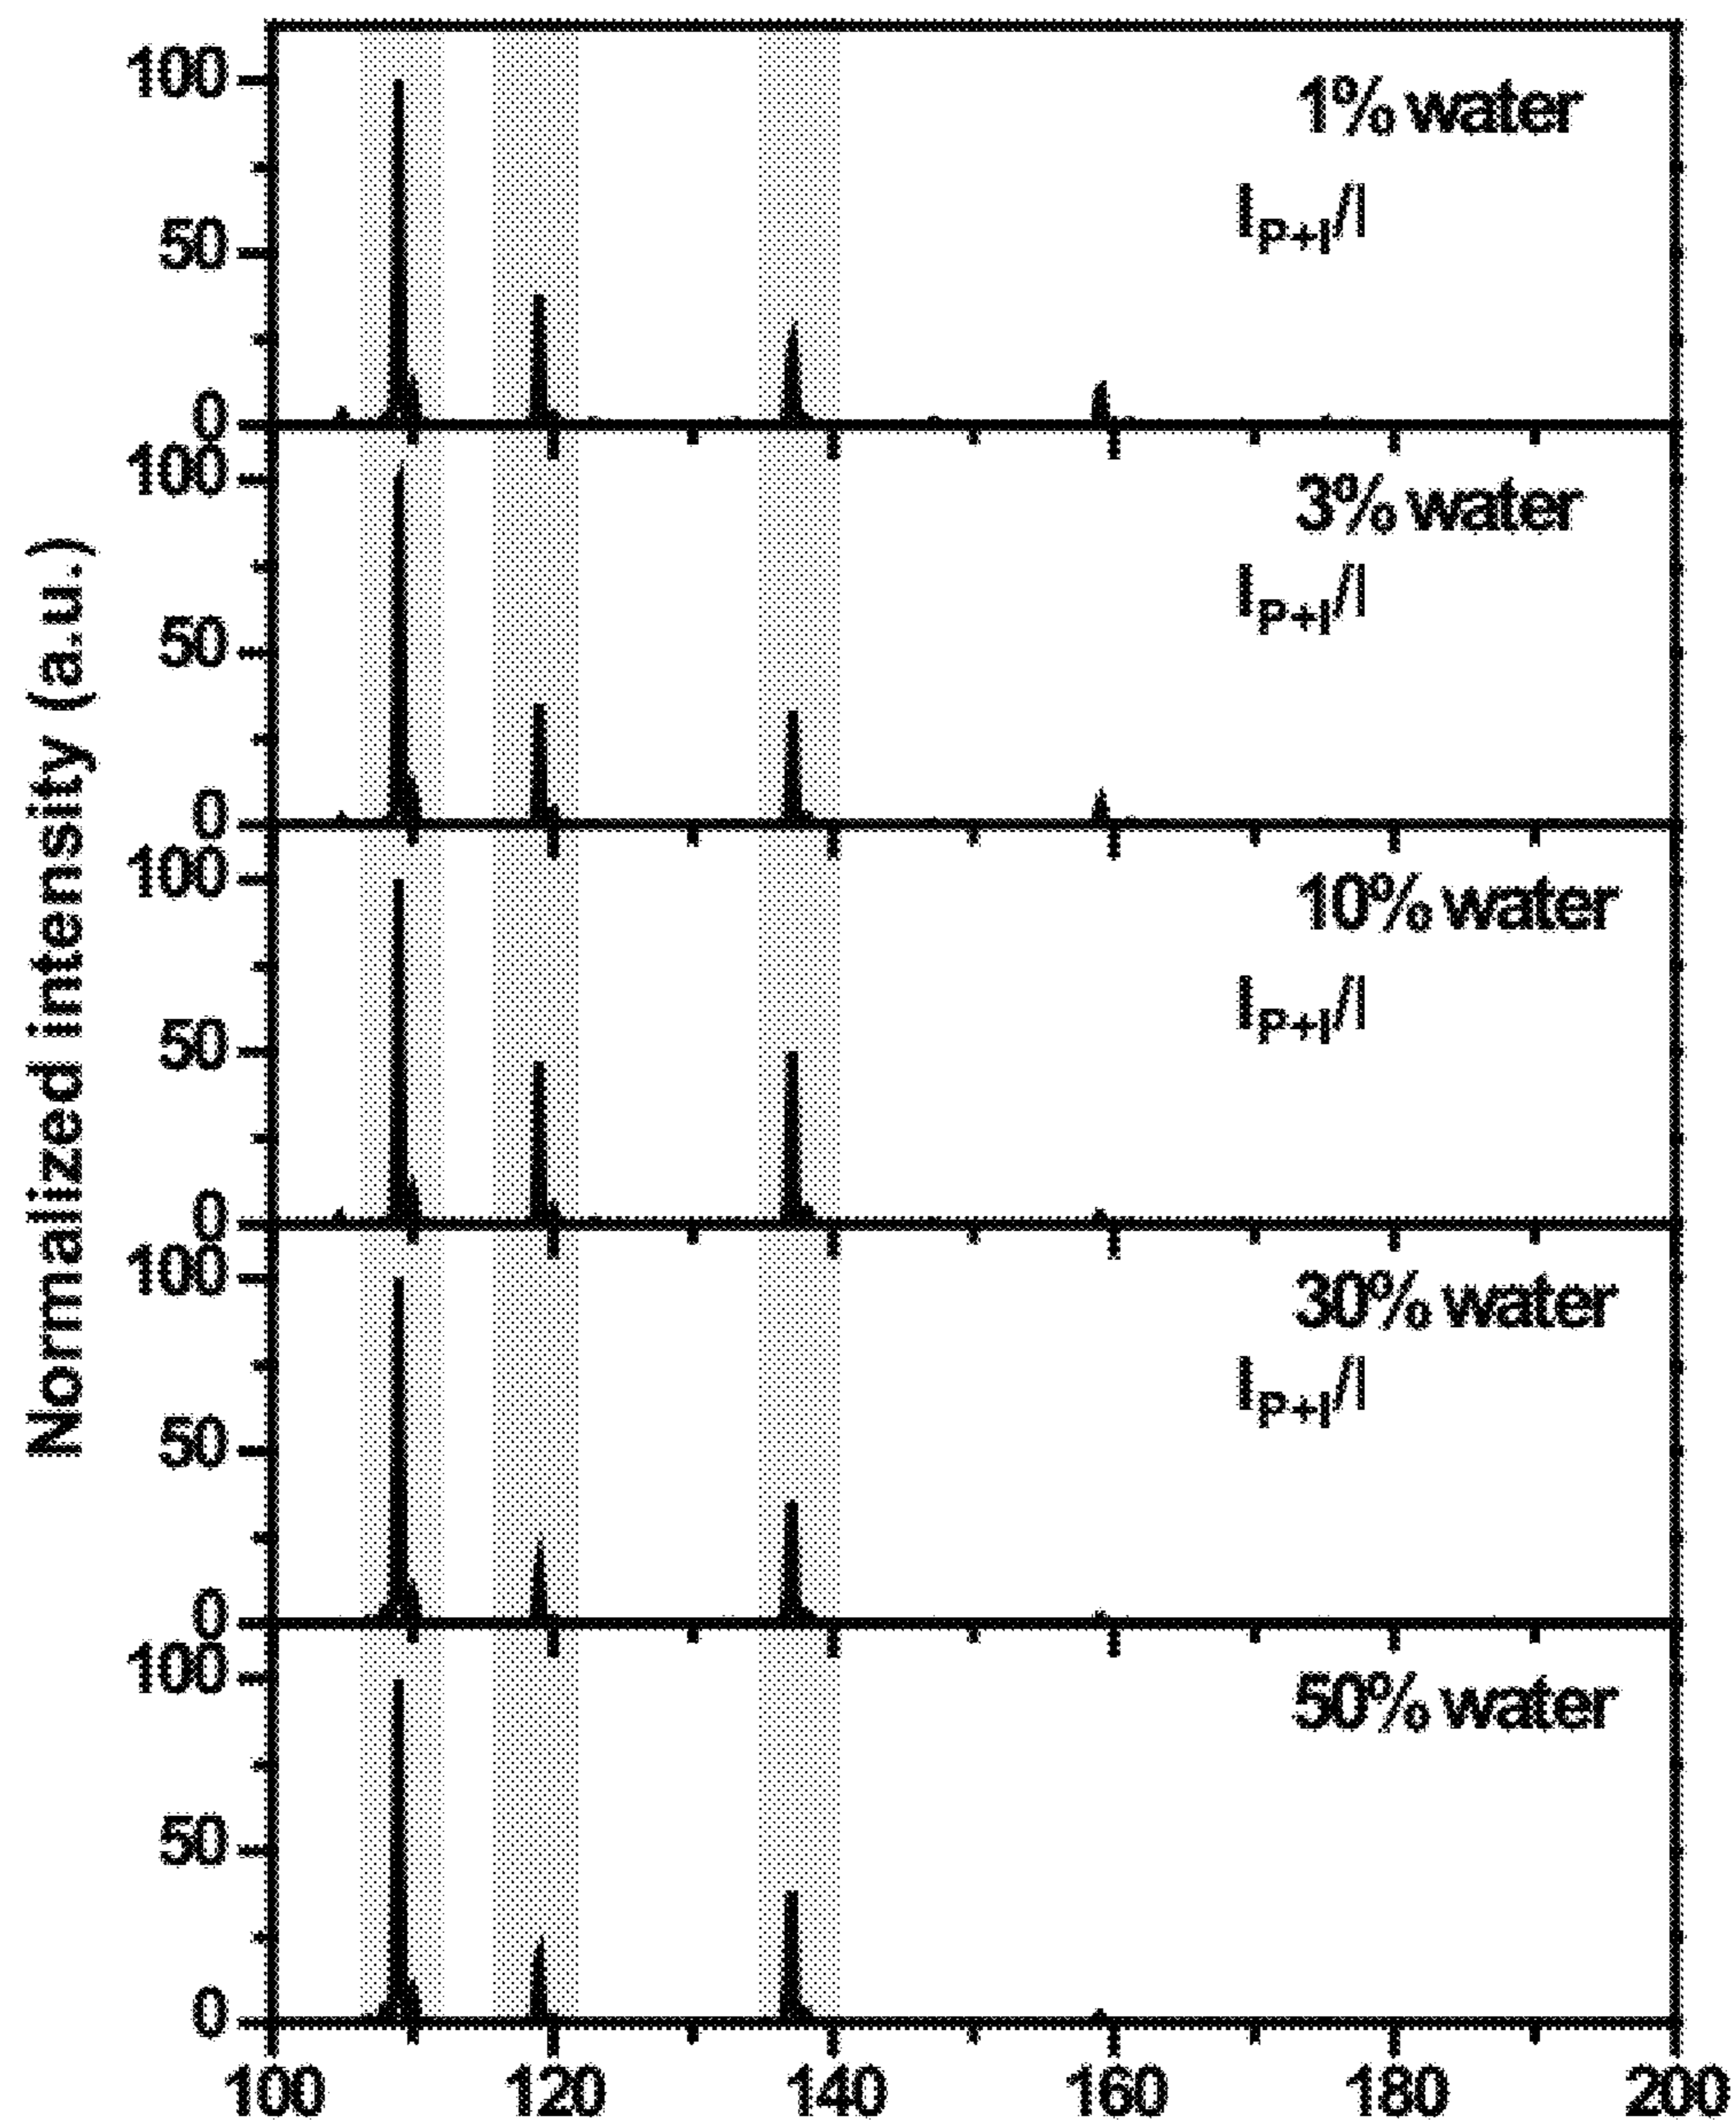 Normalized intensity (a.u.)
100
50
0
1% water
I_P+I/I
100
50
0
3% water
I_P+I/I
100
50
0
10% water
I_P+I/I
100
50
0
30% water
I_P+I/I
100
50
0
50% water
100 120 140 160 180 200